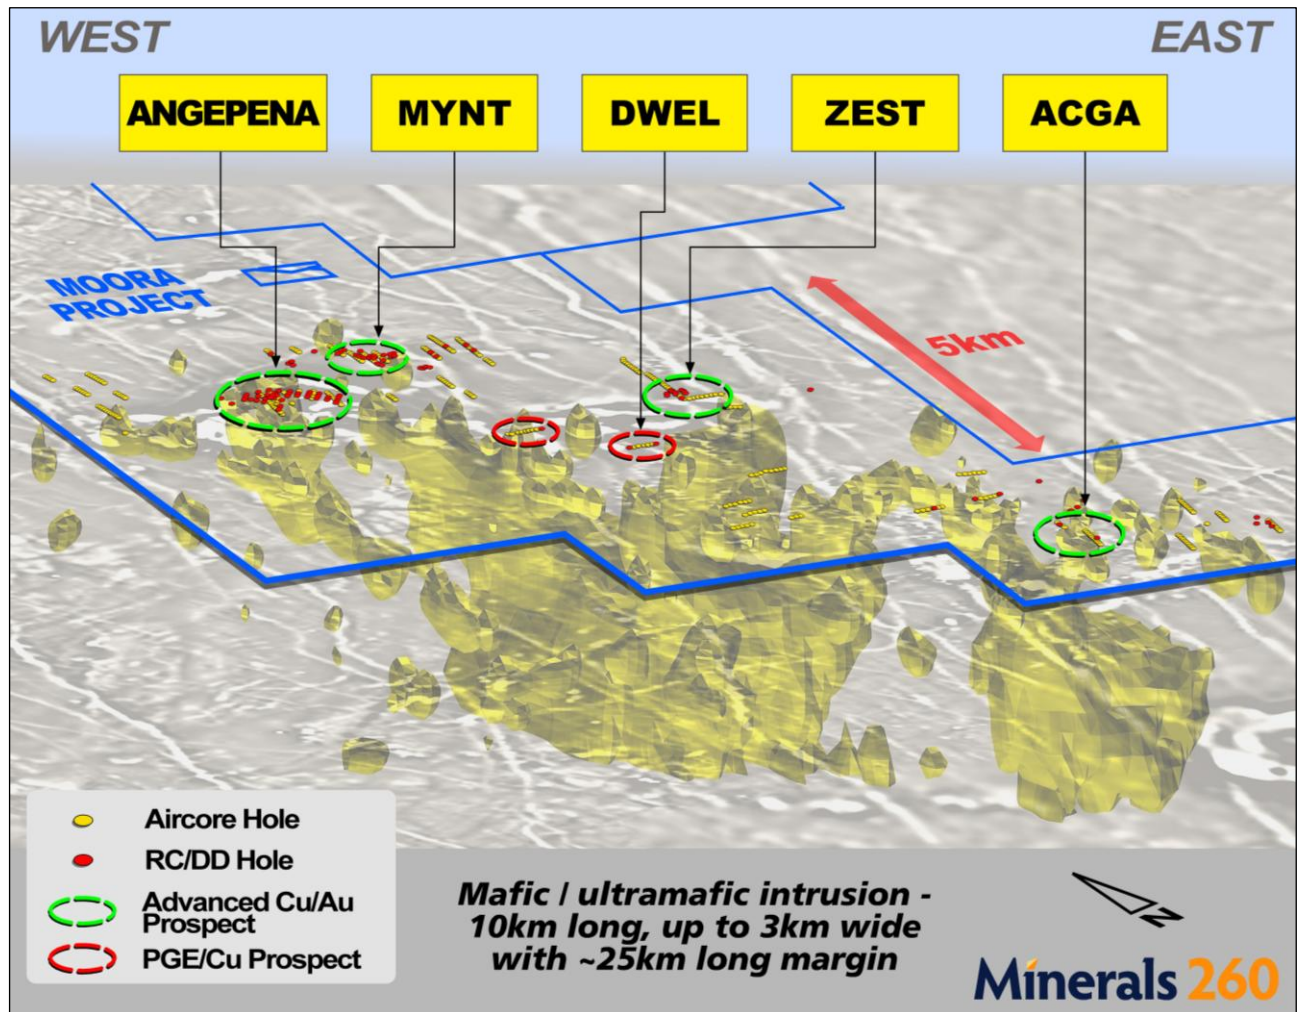 WEST
EAST
ANGEPENA
MYNT
DWEL
ZEST
ACGA
MOORA
PROJECT
5km
Aircore Hole
RC/DD Hole
Advanced Cu/Au
Prospect
PGE/Cu Prospect
Mafic / ultramafic intrusion -
10km long, up to 3km wide
with ~25km long margin
N
Minerals 260